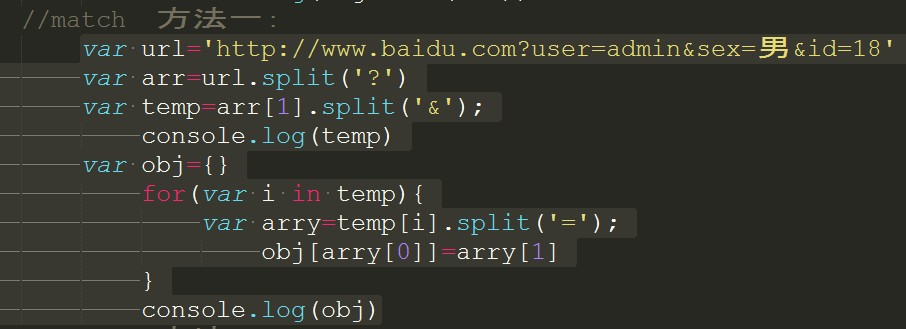 //match 方法一:
var url='http://www.baidu.com?user=admin&sex=男&id=18'
var arr=url.split('?')
var temp=arr[1].split('&');
console.log(temp)
var obj={}
for(var i in temp){
var arry=temp[i].split('=');
obj[arry[0]]=arry[1]
}
console.log(obj)